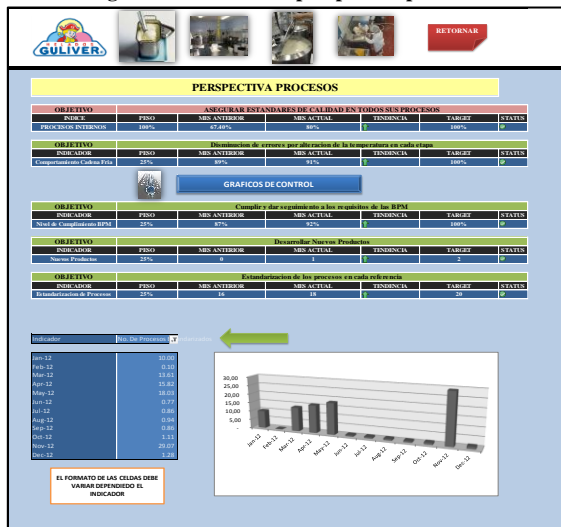 HELADOS
GULIVER
RETORNAR
PERSPECTIVA PROCESOS
OBJETIVO ASEGURAR ESTANDARES DE CALIDAD EN TODOS SUS PROCESOS
INDICE PESO MES ANTERIOR MES ACTUAL TENDENCIA TARGET STATUS
PROCESOS INTERNOS 100% 67.40% 80% 100%
OBJETIVO Disminucion de errores por alteracion de la temperatura en cada etapa
INDICADOR PESO MES ANTERIOR MES ACTUAL TENDENCIA TARGET STATUS
Comportamiento Cadena Fria 25% 89% 91% 100%
GRAFICOS DE CONTROL
OBJETIVO Cumplir y dar seguimiento a los requisitos de las BPM
INDICADOR PESO MES ANTERIOR MES ACTUAL TENDENCIA TARGET STATUS
Nivel de Cumplimiento BPM 25% 87% 92% 100%
OBJETIVO Desarrollar Nuevos Productos
INDICADOR PESO MES ANTERIOR MES ACTUAL TENDENCIA TARGET STATUS
Nuevos Productos 25% 0 1 2
OBJETIVO Estandarizacion de los procesos en cada referencia
INDICADOR PESO MES ANTERIOR MES ACTUAL TENDENCIA TARGET STATUS
Estandarizacion de Procesos 25% 16 18 20
Indicador No. De Procesos
Jan-12 10.00
Feb-12 0.10
Mar-12 13.61
Apr-12 15.82
May-12 18.03
Jun-12 0.77
Jul-12 0.86
Aug-12 0.94
Sep-12 0.86
Oct-12 1.11
Nov-12 29.07
Dec-12 1.28
EL FORMATO DE LAS CELDAS DEBE
VARIAR DEPENDIEDO EL
INDICADOR
30,00
25,00
20,00
15,00
10,00
5,00
-
Jan-12 Feb-12 Mar-12 Apr-12 May-12 Jun-12 Jul-12 Aug-12 Sep-12 Oct-12 Nov-12 Dec-12